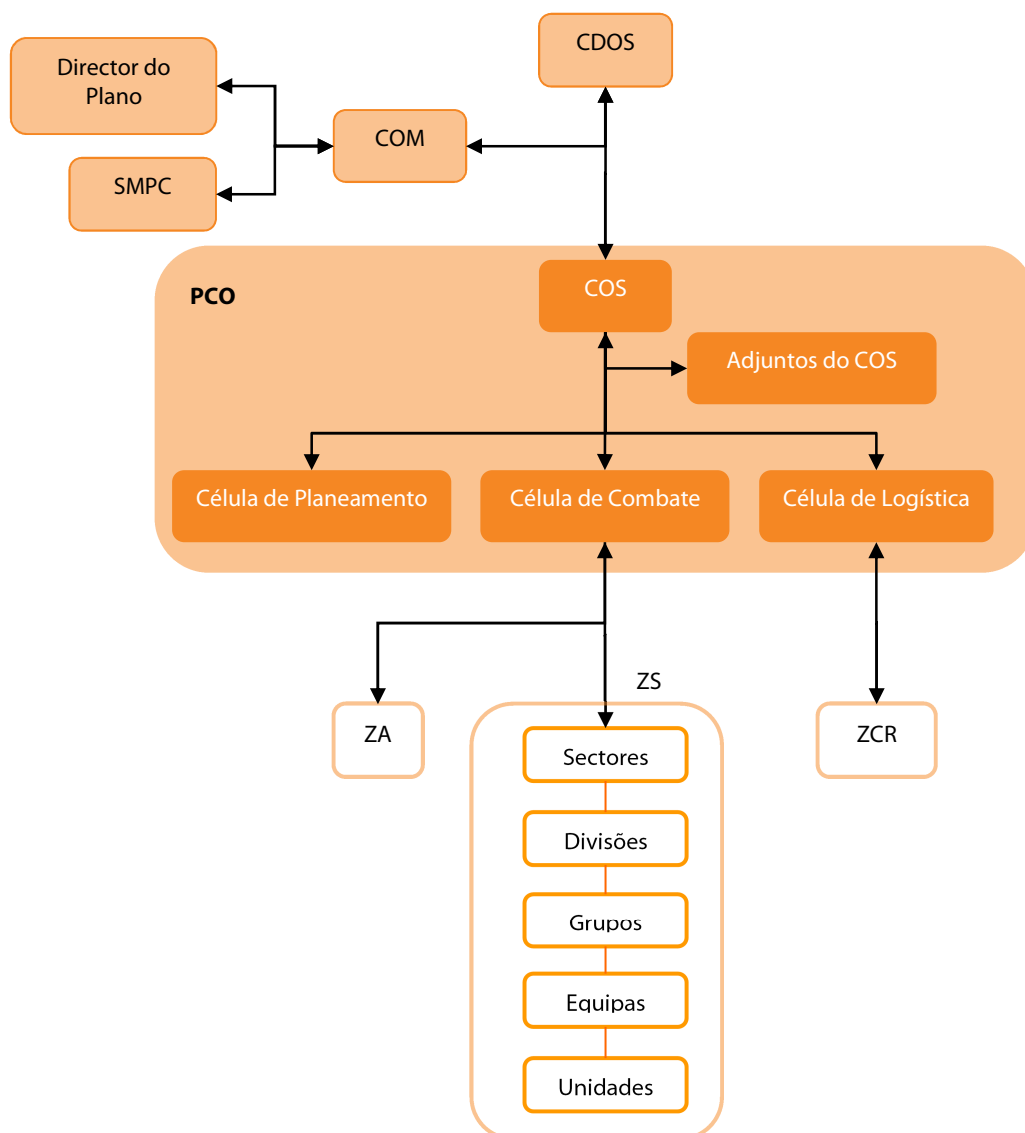 CDOS
Director do
Plano
COM
SMPC
PCO
COS
Adjuntos do COS
Célula de Planeamento
Célula de Combate
Célula de Logística
ZS
ZA
ZCR
Sectores
Divisões
Grupos
Equipas
Unidades